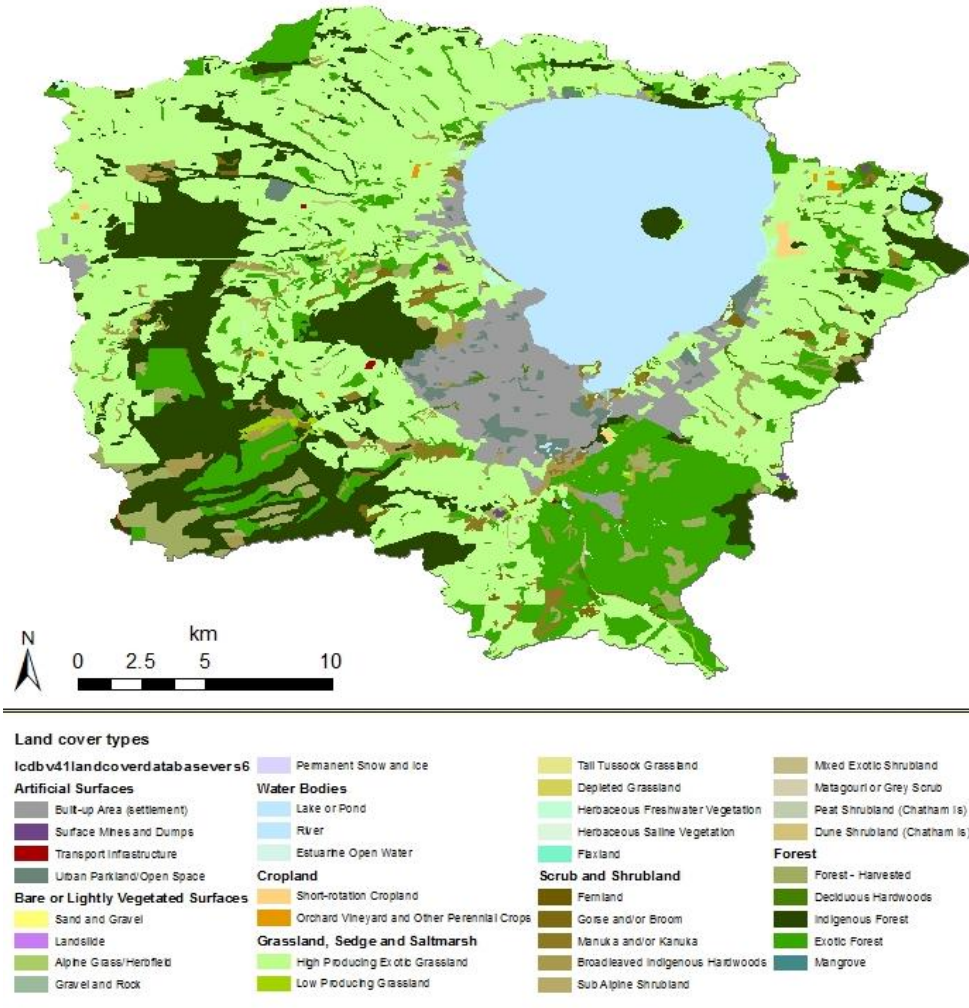 N
km
0 2.5 5 10
Land cover types
lcdbv41landcoverdatabasevers6
Artificial Surfaces
Built-up Area (settlement)
Surface Mines and Dumps
Transport Infrastructure
Urban Parkland/Open Space
Bare or Lightly Vegetated Surfaces
Sand and Gravel
Landslide
Alpine Grass/Herbfield
Gravel and Rock
Permanent Snow and Ice
Water Bodies
Lake or Pond
River
Estuarine Open Water
Cropland
Short-rotation Cropland
Orchard Vineyard and Other Perennial Crops
Grassland, Sedge and Saltmarsh
High Producing Exotic Grassland
Low Producing Grassland
Tall Tussock Grassland
Depleted Grassland
Herbaceous Freshwater Vegetation
Herbaceous Saline Vegetation
Flaxland
Scrub and Shrubland
Fernland
Gorse and/or Broom
Manuka and/or Kanuka
Broadleaved Indigenous Hardwoods
Sub Alpine Shrubland
Mixed Exotic Shrubland
Matagouri or Grey Scrub
Peat Shrubland (Chatham Is)
Dune Shrubland (Chatham Is)
Forest
Forest - Harvested
Deciduous Hardwoods
Indigenous Forest
Exotic Forest
Mangrove